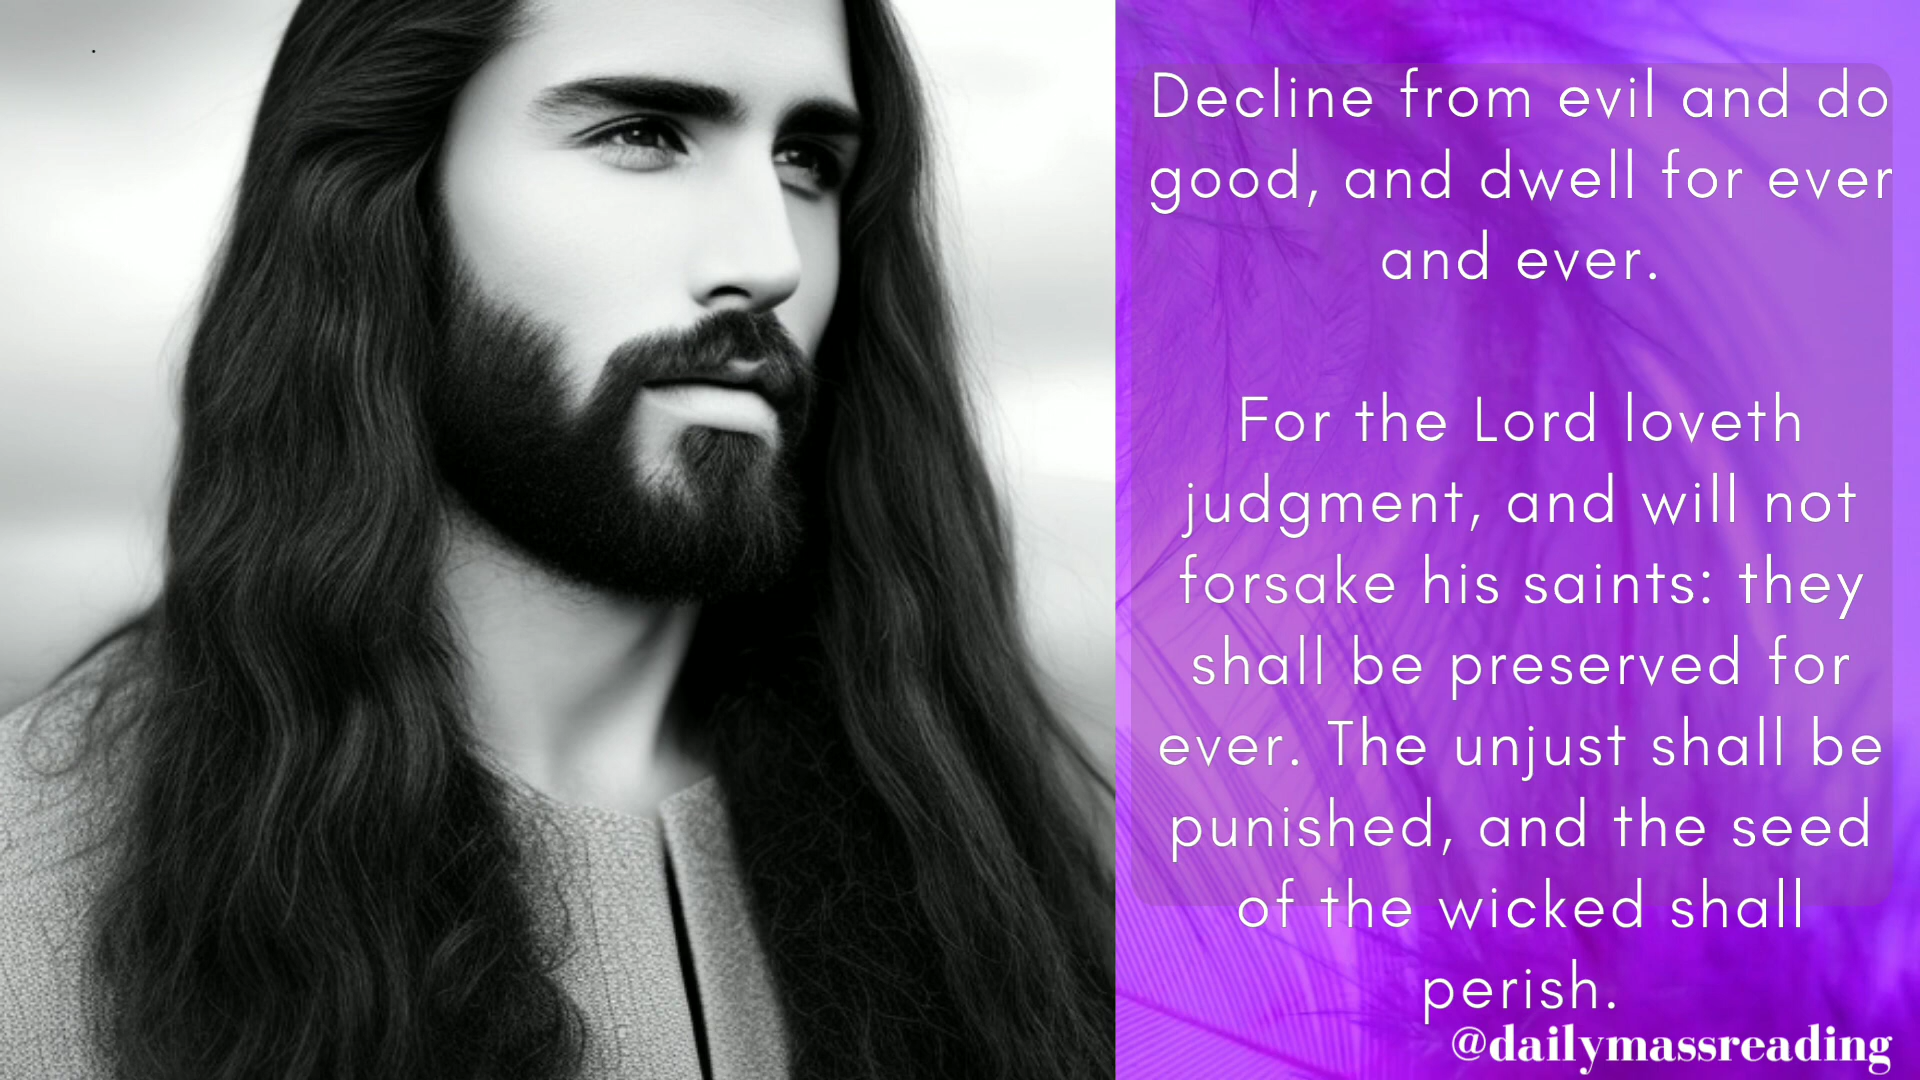 Decline from evil and do
good, and dwell for ever
and ever.
For the Lord loveth
judgment, and will not
forsake his saints: they
shall be preserved for
ever. The unjust shall be
punished, and the seed
of the wicked shall
perish.
@dailymassreading